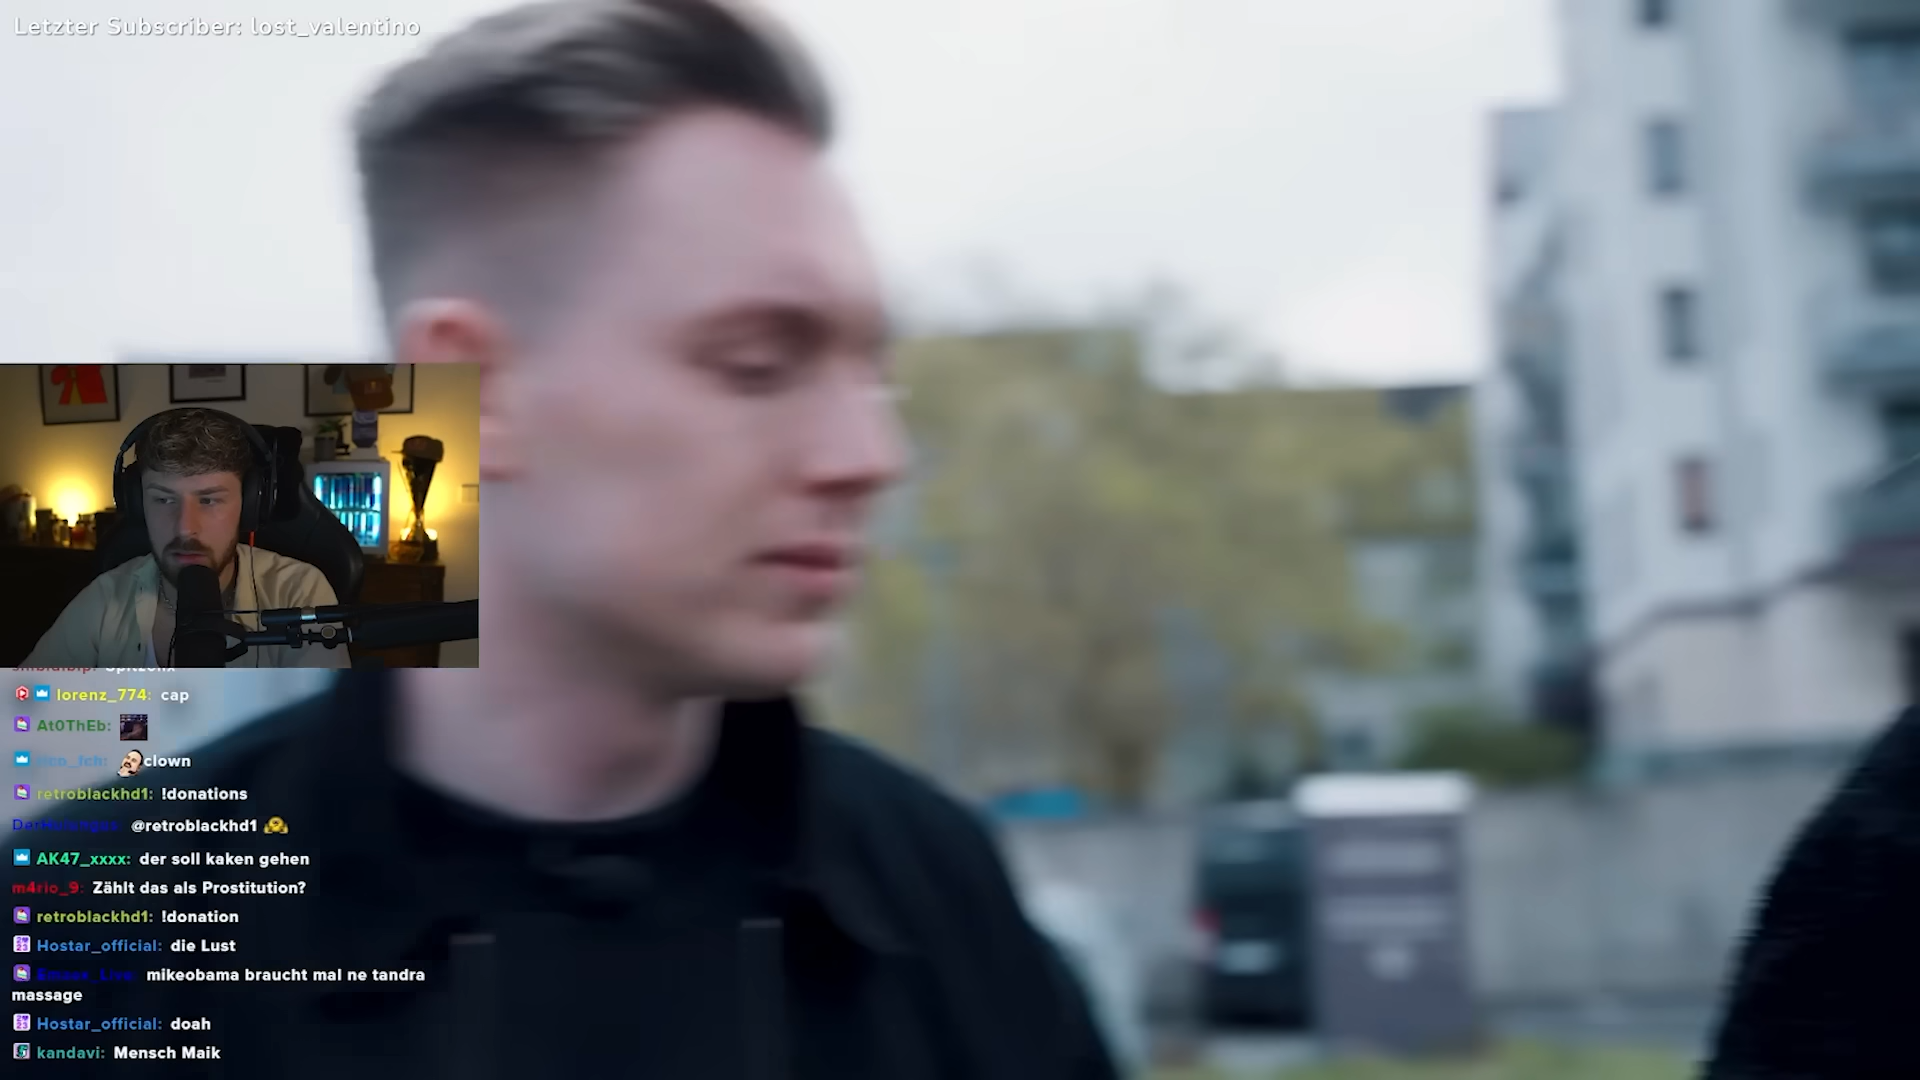 Letzter Subscriber: lost_valentino
lorenz_774: cap
At0ThEb:
clown
retroblackhd1: !donations
@retroblackhd1
AK47_xxxx: der soll kaken gehen
m4rio_9: Zählt das als Prostitution?
retroblackhd1: !donation
Hostar_official: die Lust
mikeobama braucht mal ne tandra
massage
Hostar_official: doah
kandavi: Mensch Maik